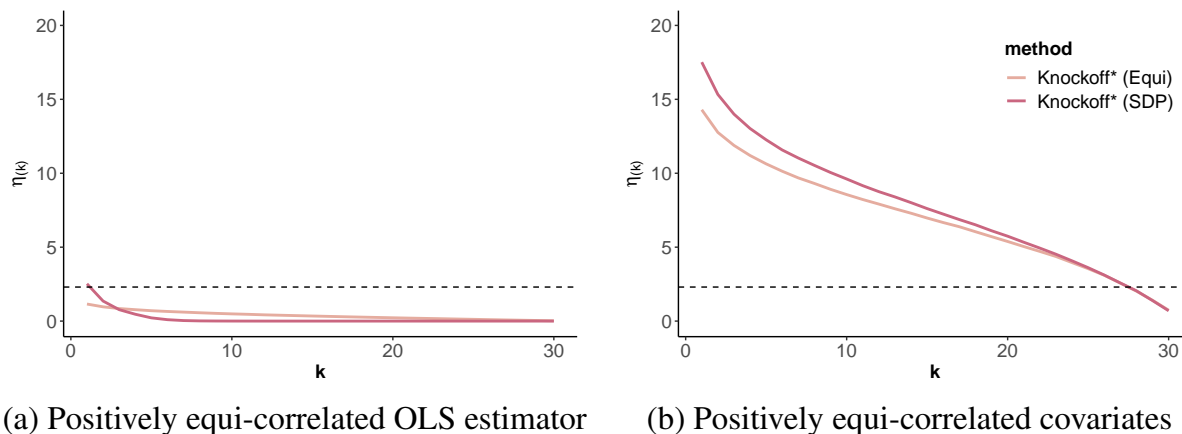 20
15
10
5
0
η(k)
0
10
20
30
k
(a) Positively equi-correlated OLS estimator
20
15
10
5
0
η(k)
method
Knockoff* (Equi)
Knockoff* (SDP)
0
10
20
30
k
(b) Positively equi-correlated covariates